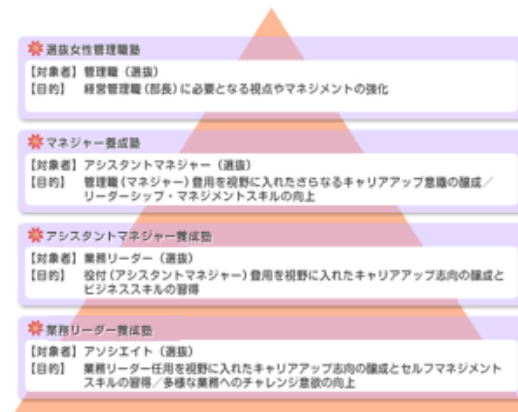 選抜女性管理職塾
【対象者】管理職（選抜）
【目的】 経営管理職（部長）に必要となる視点やマネジメントの強化
マネジャー養成塾
【対象者】アシスタントマネジャー（選抜）
【目的】 管理職（マネジャー）登用を視野に入れたさらなるキャリアアップ意識の醸成／
リーダーシップ・マネジメントスキルの向上
アシスタントマネジャー養成塾
【対象者】業務リーダー（選抜）
【目的】 役付（アシスタントマネジャー）登用を視野に入れたキャリアアップ志向の醸成と
ビジネススキルの習得
業務リーダー養成塾
【対象者】アソシエイト（選抜）
【目的】 業務リーダー任用を視野に入れたキャリアアップ志向の醸成とセルフマネジメント
スキルの習得／多様な業務へのチャレンジ意欲の向上